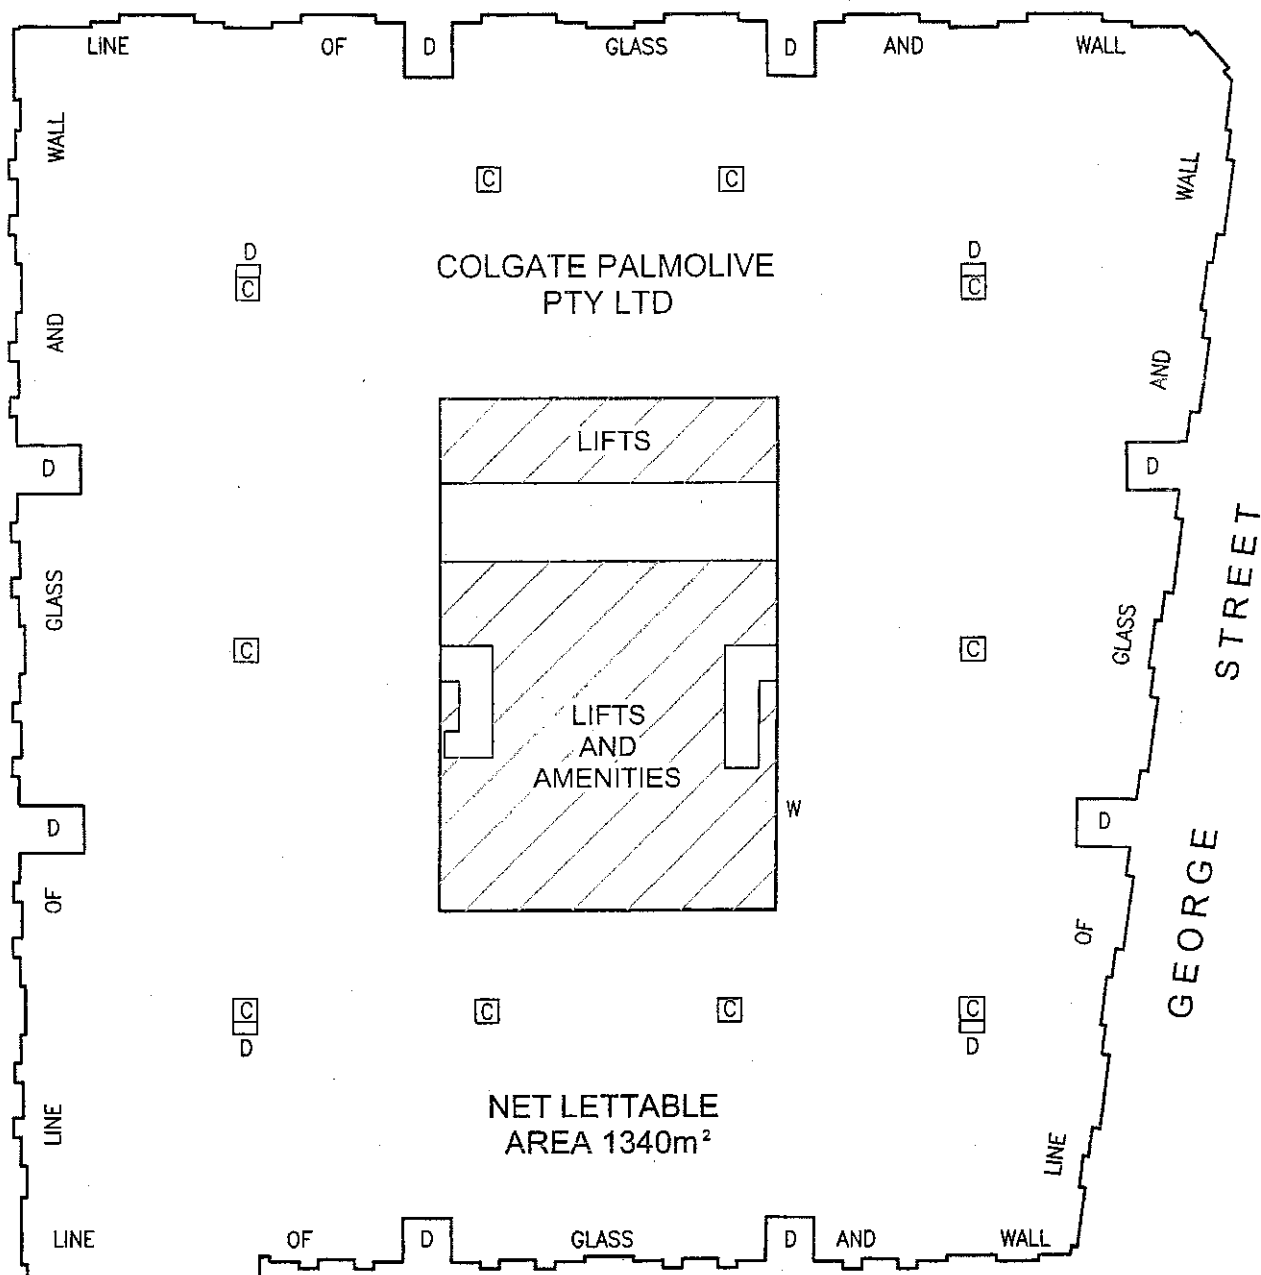 LINE OF D GLASS D AND WALL
WALL
AND
D
GLASS
D
OF
LINE
C C
D
C
D
C
COLGATE PALMOLIVE
PTY LTD
LIFTS
C
C
LIFTS
AND
AMENITIES
W
C
D
C
C
C
D
NET LETTABLE
AREA 1340m²
WALL
AND
D
GLASS
D
OF
LINE
GEORGE STREET
LINE OF D GLASS D AND WALL